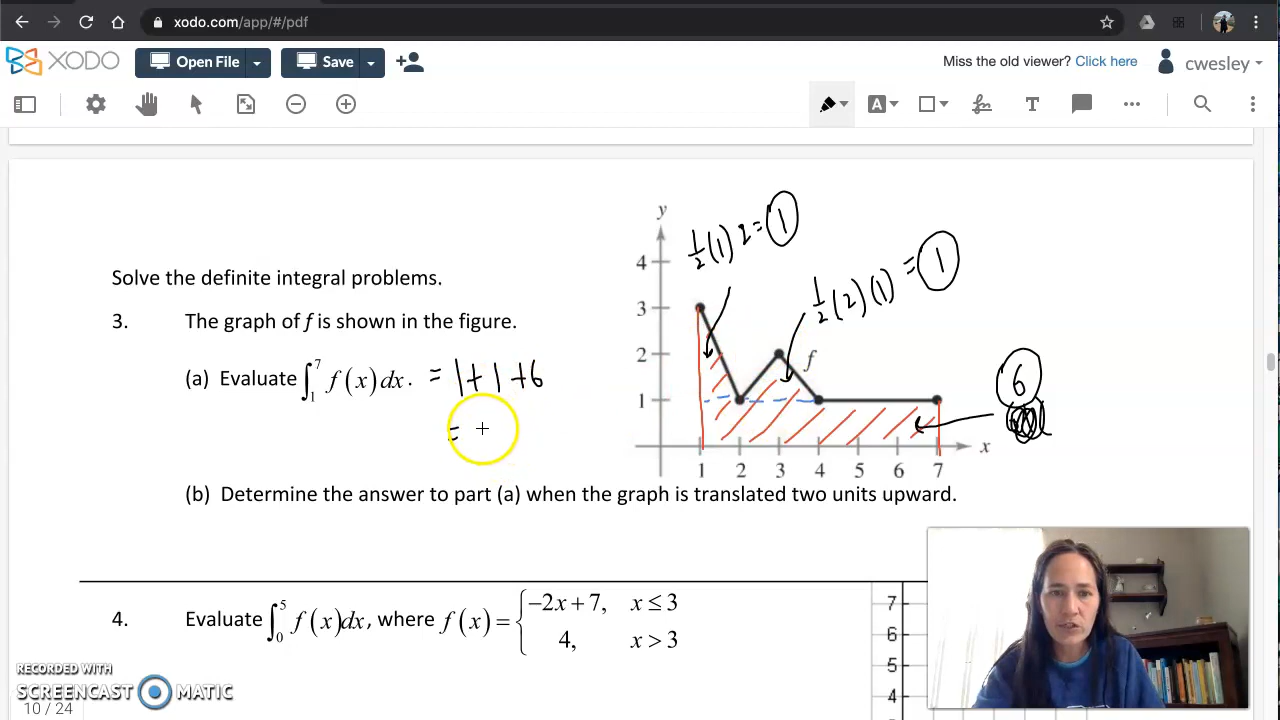 xodo.com/app/#/pdf
XODO Open File Save Miss the old viewer? Click here cwesley
T
Solve the definite integral problems.
3. The graph of f is shown in the figure.
(a) Evaluate ∫₁⁷ f(x)dx. = 1+1+6
=
y
4
3
2
1
1 2 3 4 5 6 7 x
f
½(1)2=1
½(2)(1)=1
6
(b) Determine the answer to part (a) when the graph is translated two units upward.
4. Evaluate ∫₀⁵ f(x)dx, where f(x) = { −2x+7, x ≤ 3
4, x > 3
7
6
5
4
RECORDED WITH
SCREENCAST MATIC
10 / 24